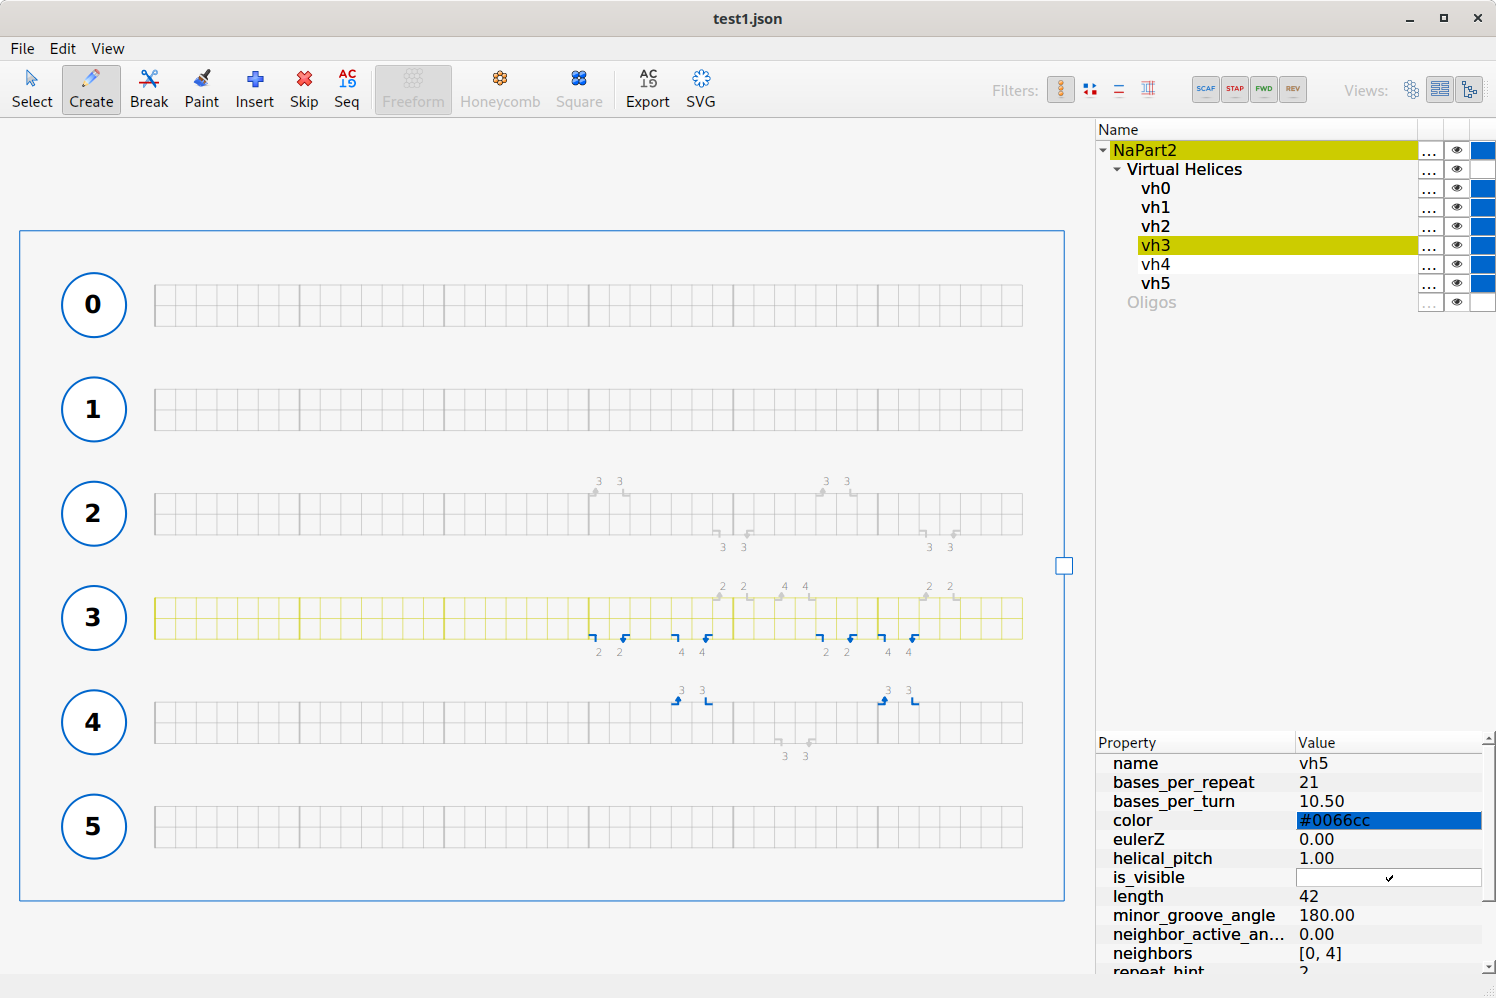 test1.json
File Edit View
Select Create Break Paint Insert Skip Seq Freeform Honeycomb Square Export SVG Filters: SCAF STAP FWD REV Views:
Name
NaPart2 ...
Virtual Helices ...
vh0 ...
vh1 ...
vh2 ...
vh3 ...
vh4 ...
vh5 ...
Oligos ...
0
1
3 3 3 3
2
3 3 3 3
2 2 4 4 2 2
3
2 2 4 4 2 2 4 4
3 3 3 3
4
3 3
5
Property Value
name vh5
bases_per_repeat 21
bases_per_turn 10.50
color #0066cc
eulerZ 0.00
helical_pitch 1.00
is_visible
length 42
minor_groove_angle 180.00
neighbor_active_an... 0.00
neighbors [0, 4]
repeat_hint 2